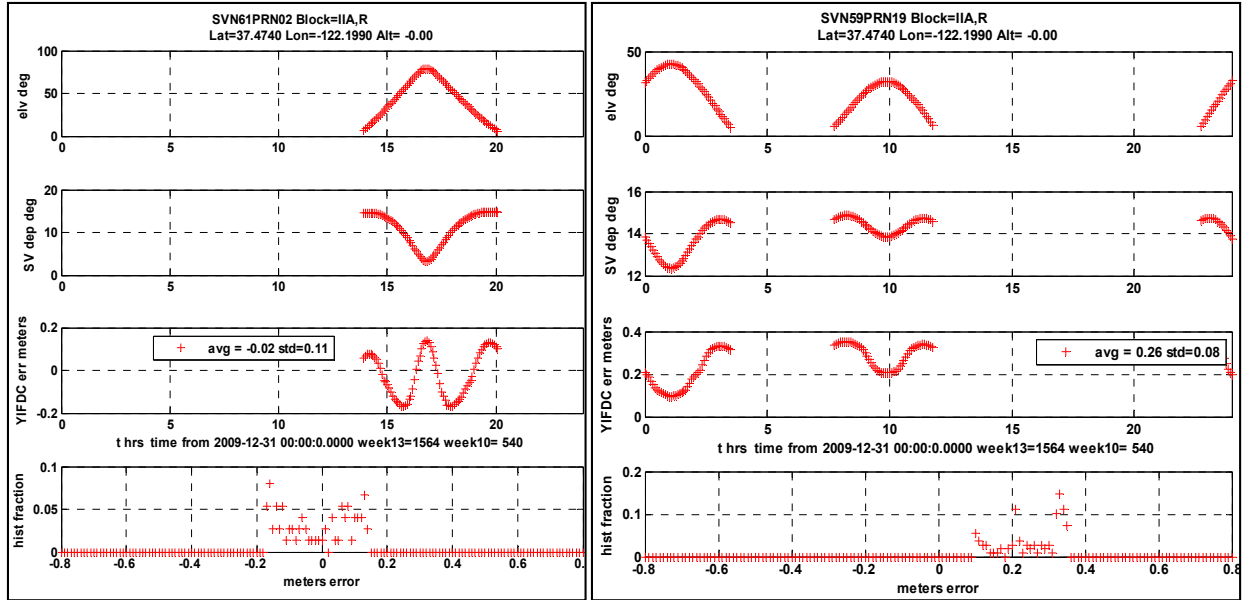 SVN61PRN02 Block=IIA,R
Lat=37.4740 Lon=-122.1990 Alt= -0.00
elv deg
100
50
0
0 5 10 15 20
SV dep deg
20
10
0
0 5 10 15 20
YIFDC err meters
0.2
0
-0.2
avg = -0.02 std=0.11
0 5 10 15 20
t hrs time from 2009-12-31 00:00:0.0000 week13=1564 week10= 540
hist fraction
0.1
0.05
0
-0.8 -0.6 -0.4 -0.2 0 0.2 0.4 0.6 0.8
meters error
SVN59PRN19 Block=IIA,R
Lat=37.4740 Lon=-122.1990 Alt= -0.00
elv deg
50
0
0 5 10 15 20
SV dep deg
16
14
12
0 5 10 15 20
YIFDC err meters
0.4
0.2
0
avg = 0.26 std=0.08
0 5 10 15 20
t hrs time from 2009-12-31 00:00:0.0000 week13=1564 week10= 540
hist fraction
0.2
0.1
0
-0.8 -0.6 -0.4 -0.2 0 0.2 0.4 0.6 0.8
meters error